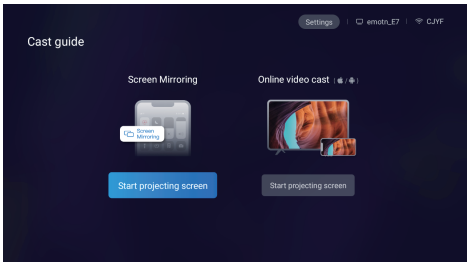 Settings
emotn_E7
CJYF
Cast guide
Screen Mirroring
Online video cast ( / )
Screen
Mirroring
Start projecting screen
Start projecting screen